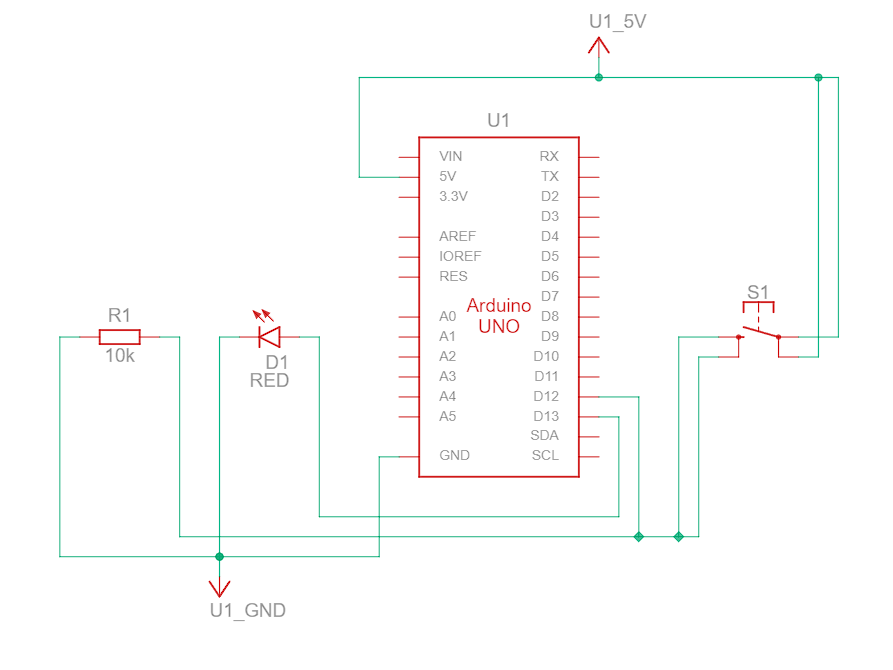 U1_5V
U1
VIN RX
5V TX
3.3V D2
D3
AREF D4
IOREF D5
RES D6
D7
Arduino
UNO
A0 D8
A1 D9
A2 D10
A3 D11
A4 D12
A5 D13
SDA
GND SCL
S1
R1
10k
D1
RED
U1_GND